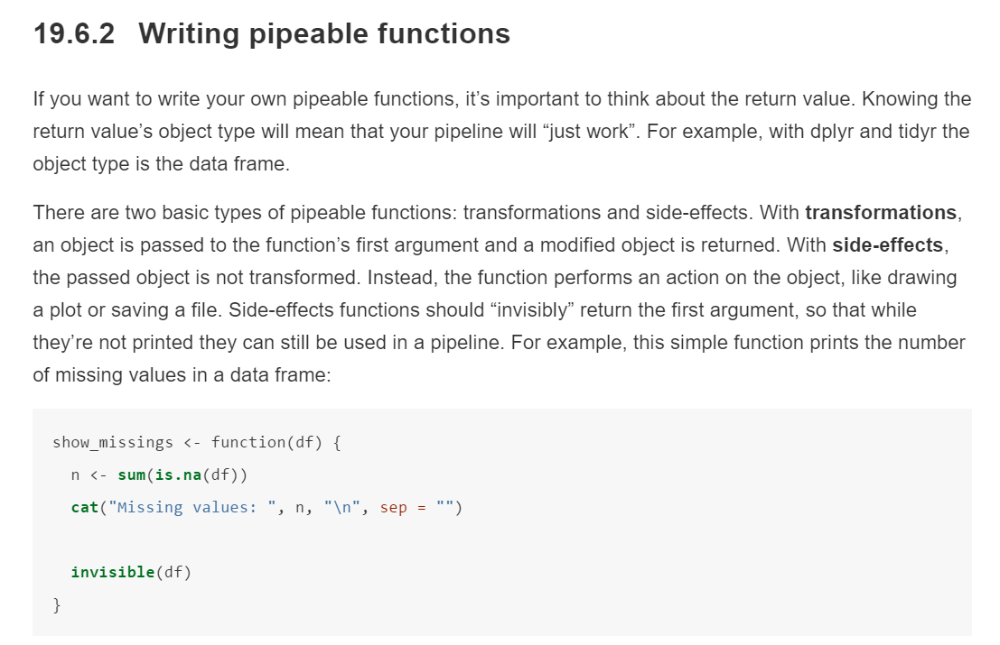 19.6.2 Writing pipeable functions
If you want to write your own pipeable functions, it’s important to think about the return value. Knowing the
return value’s object type will mean that your pipeline will “just work”. For example, with dplyr and tidyr the
object type is the data frame.
There are two basic types of pipeable functions: transformations and side-effects. With transformations,
an object is passed to the function’s first argument and a modified object is returned. With side-effects,
the passed object is not transformed. Instead, the function performs an action on the object, like drawing
a plot or saving a file. Side-effects functions should “invisibly” return the first argument, so that while
they’re not printed they can still be used in a pipeline. For example, this simple function prints the number
of missing values in a data frame:
show_missings <- function(df) {
  n <- sum(is.na(df))
  cat("Missing values: ", n, "\n", sep = "")
  invisible(df)
}